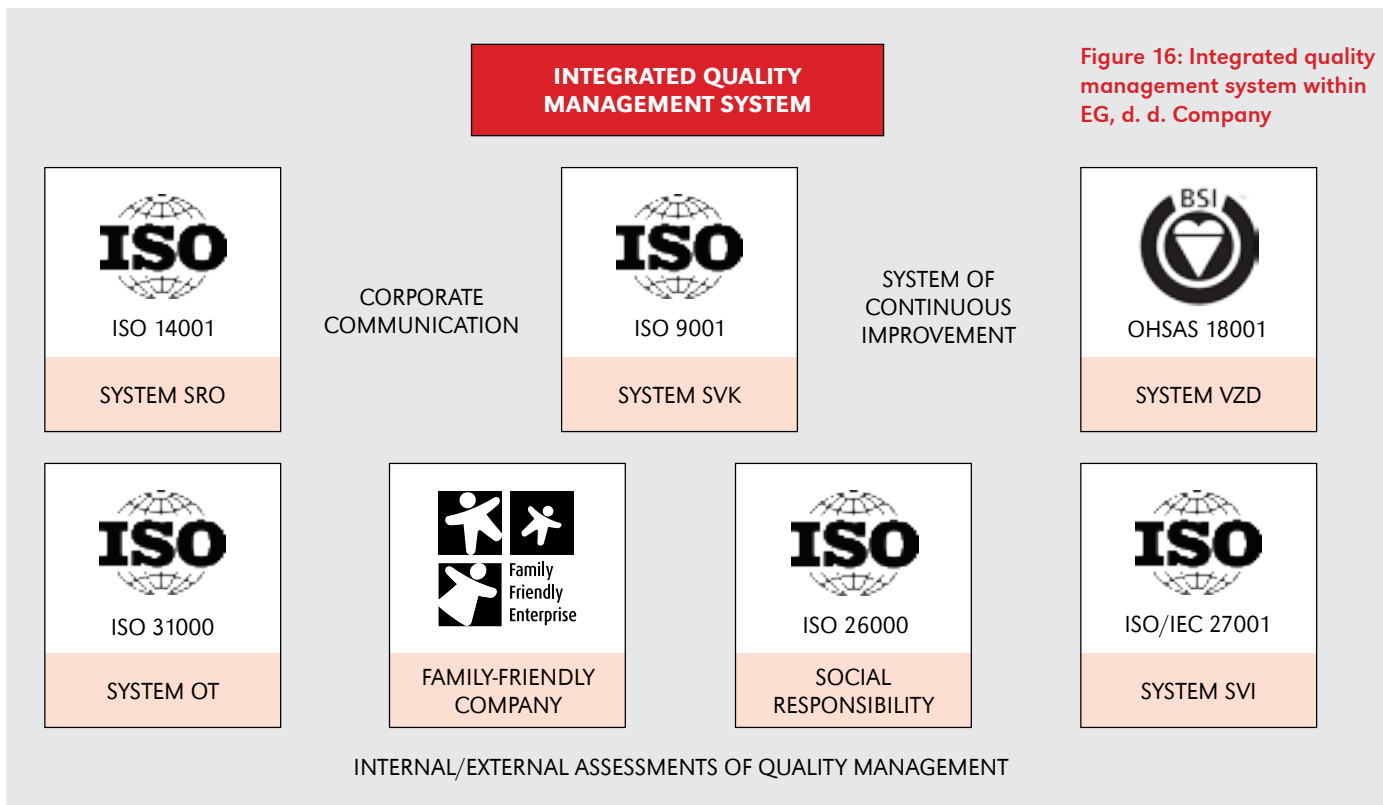 INTEGRATED QUALITY
MANAGEMENT SYSTEM
Figure 16: Integrated quality
management system within
EG, d. d. Company
ISO
ISO 14001
SYSTEM SRO
CORPORATE
COMMUNICATION
ISO
ISO 9001
SYSTEM SVK
SYSTEM OF
CONTINUOUS
IMPROVEMENT
BSI
OHSAS 18001
SYSTEM VZD
ISO
ISO 31000
SYSTEM OT
Family
Friendly
Enterprise
FAMILY-FRIENDLY
COMPANY
ISO
ISO 26000
SOCIAL
RESPONSIBILITY
ISO
ISO/IEC 27001
SYSTEM SVI
INTERNAL/EXTERNAL ASSESSMENTS OF QUALITY MANAGEMENT